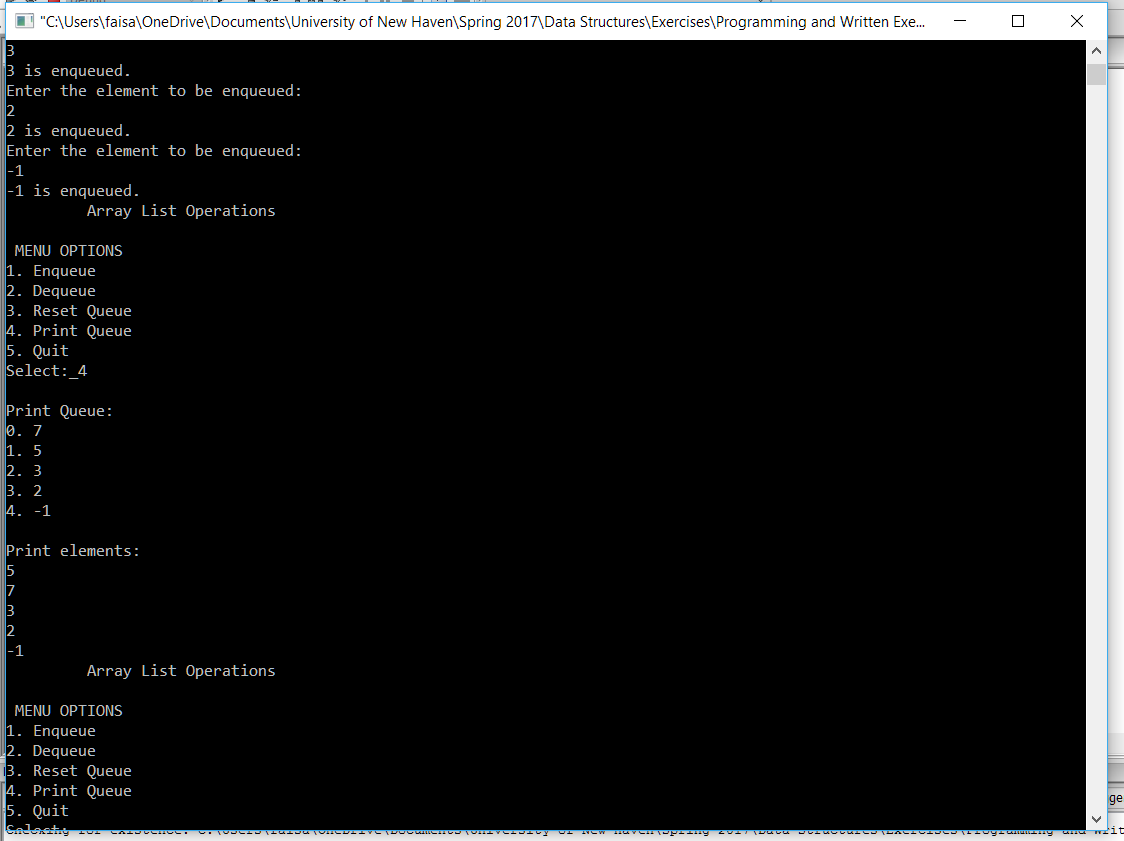 "C:\Users\faisa\OneDrive\Documents\University of New Haven\Spring 2017\Data Structures\Exercises\Programming and Written Exe...
3
3 is enqueued.
Enter the element to be enqueued:
2
2 is enqueued.
Enter the element to be enqueued:
-1
-1 is enqueued.
Array List Operations
MENU OPTIONS
1. Enqueue
2. Dequeue
3. Reset Queue
4. Print Queue
5. Quit
Select:_4
Print Queue:
0. 7
1. 5
2. 3
3. 2
4. -1
Print elements:
5
7
3
2
-1
Array List Operations
MENU OPTIONS
1. Enqueue
2. Dequeue
3. Reset Queue
4. Print Queue
5. Quit
Select: